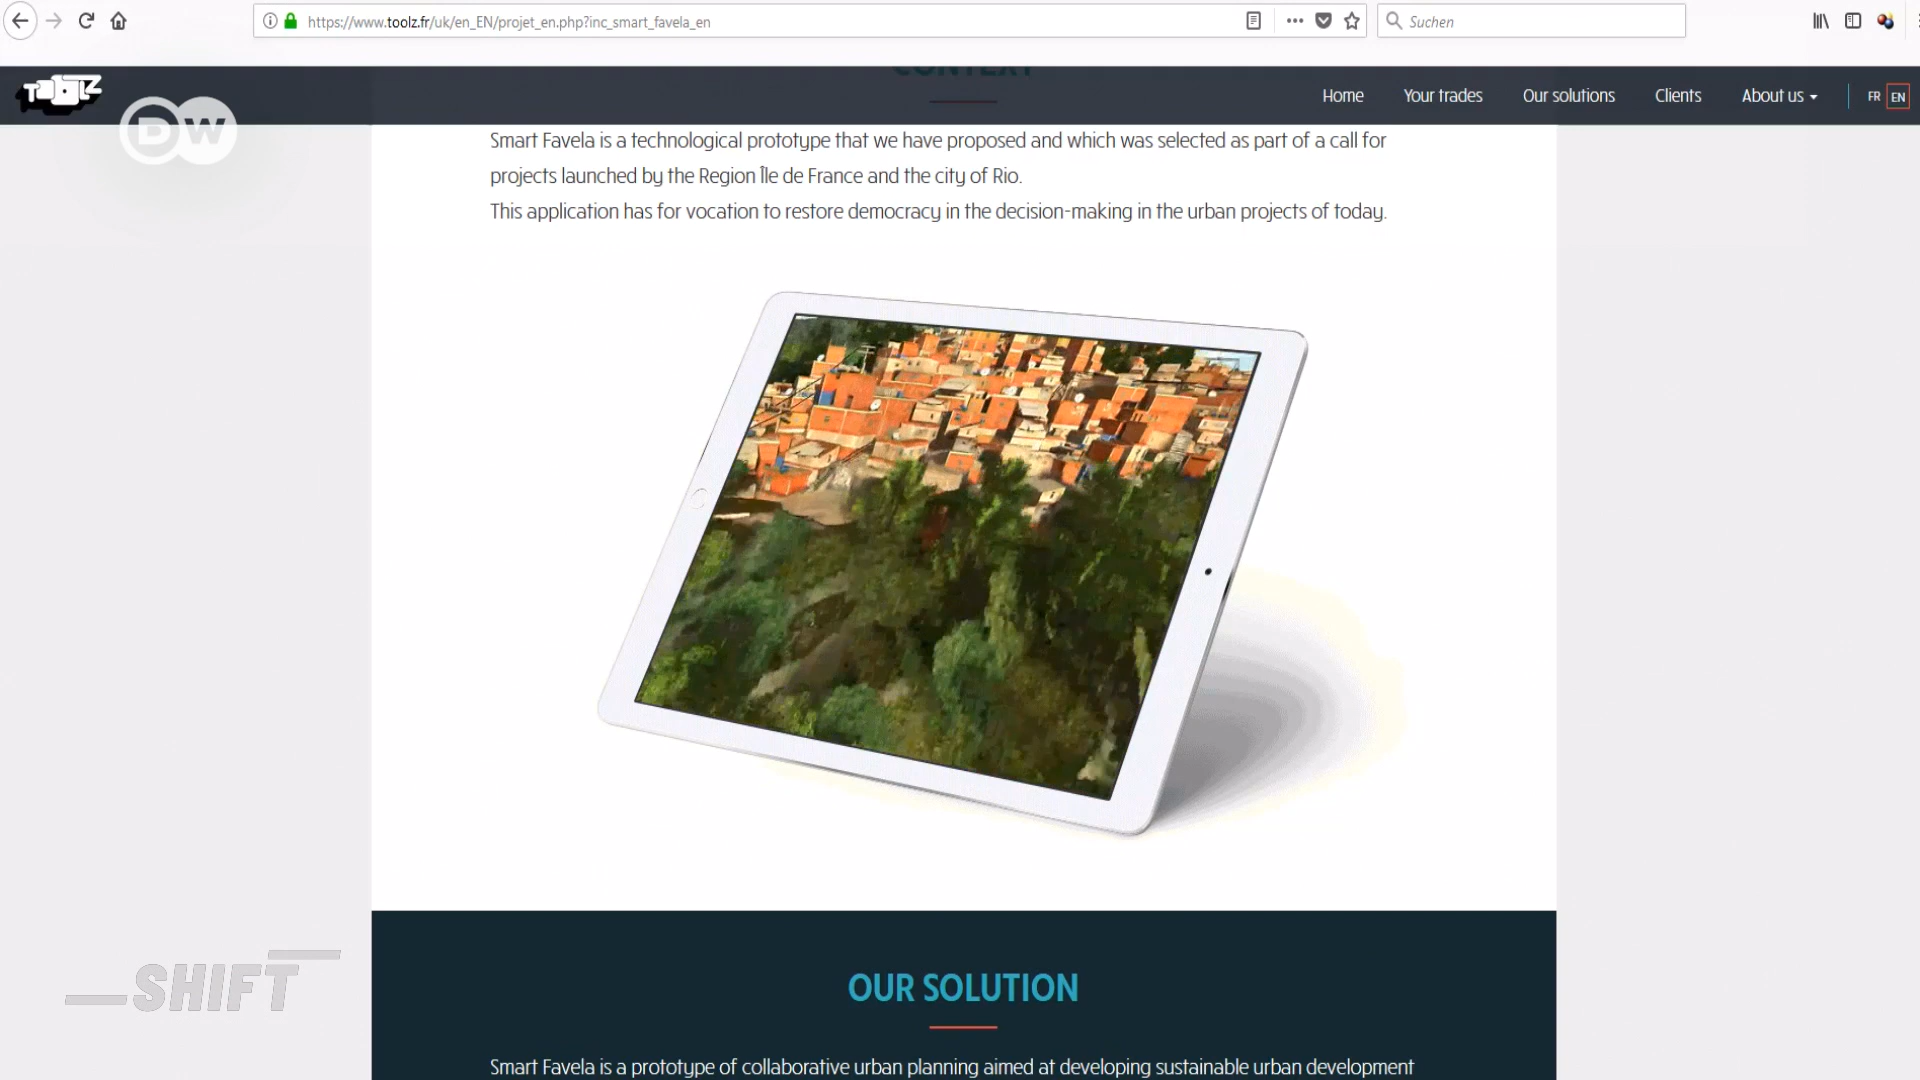 https://www.toolz.fr/uk/en_EN/projet_en.php?inc_smart_favela_en
Suchen
TOOLZ
Home
Your trades
Our solutions
Clients
About us
FR
EN
DW
CONTEXT
Smart Favela is a technological prototype that we have proposed and which was selected as part of a call for
projects launched by the Region Île de France and the city of Rio.
This application has for vocation to restore democracy in the decision-making in the urban projects of today.
SHIFT
OUR SOLUTION
Smart Favela is a prototype of collaborative urban planning aimed at developing sustainable urban development